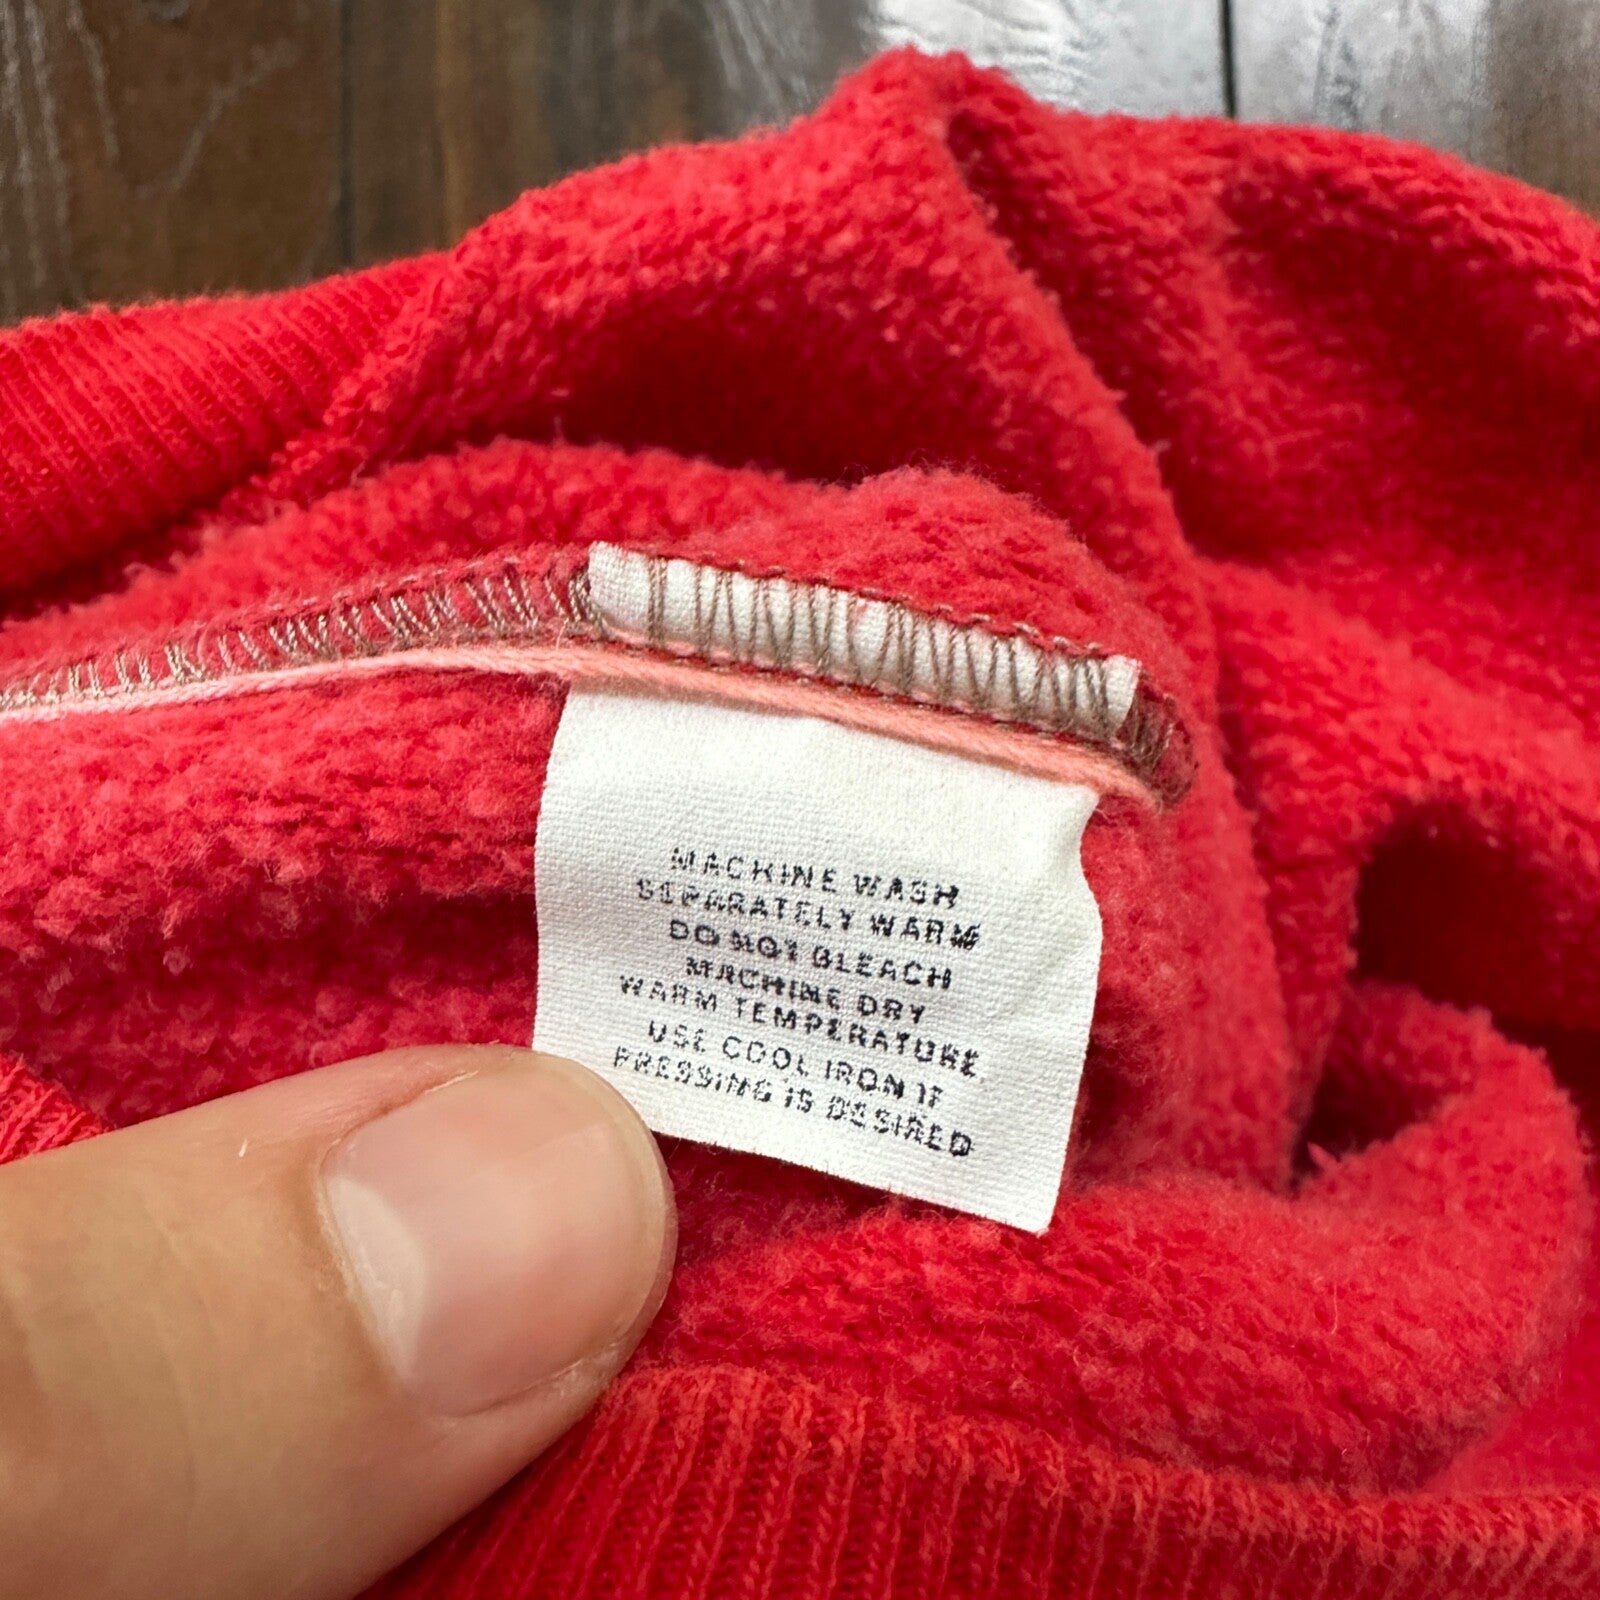 MACHINE WASH
SEPARATELY WARM
DO NOT BLEACH
MACHINE DRY
WARM TEMPERATURE
USE COOL IRON IF
PRESSING IS DESIRED